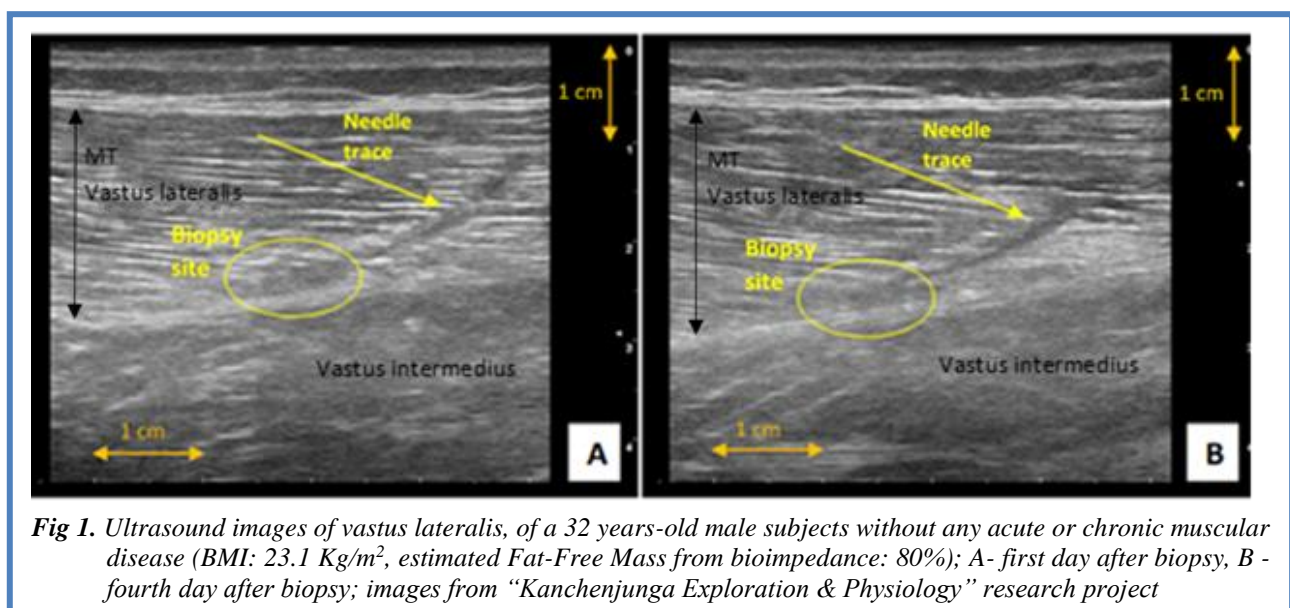 1 cm
Needle
trace
MT
Vastus lateralis
Biopsy
site
Vastus intermedius
1 cm
A
1 cm
Needle
trace
MT
Vastus lateralis
Biopsy
site
Vastus intermedius
1 cm
B
Fig 1. Ultrasound images of vastus lateralis, of a 32 years-old male subjects without any acute or chronic muscular
disease (BMI: 23.1 Kg/m², estimated Fat-Free Mass from bioimpedance: 80%); A- first day after biopsy, B -
fourth day after biopsy; images from “Kanchenjunga Exploration & Physiology” research project